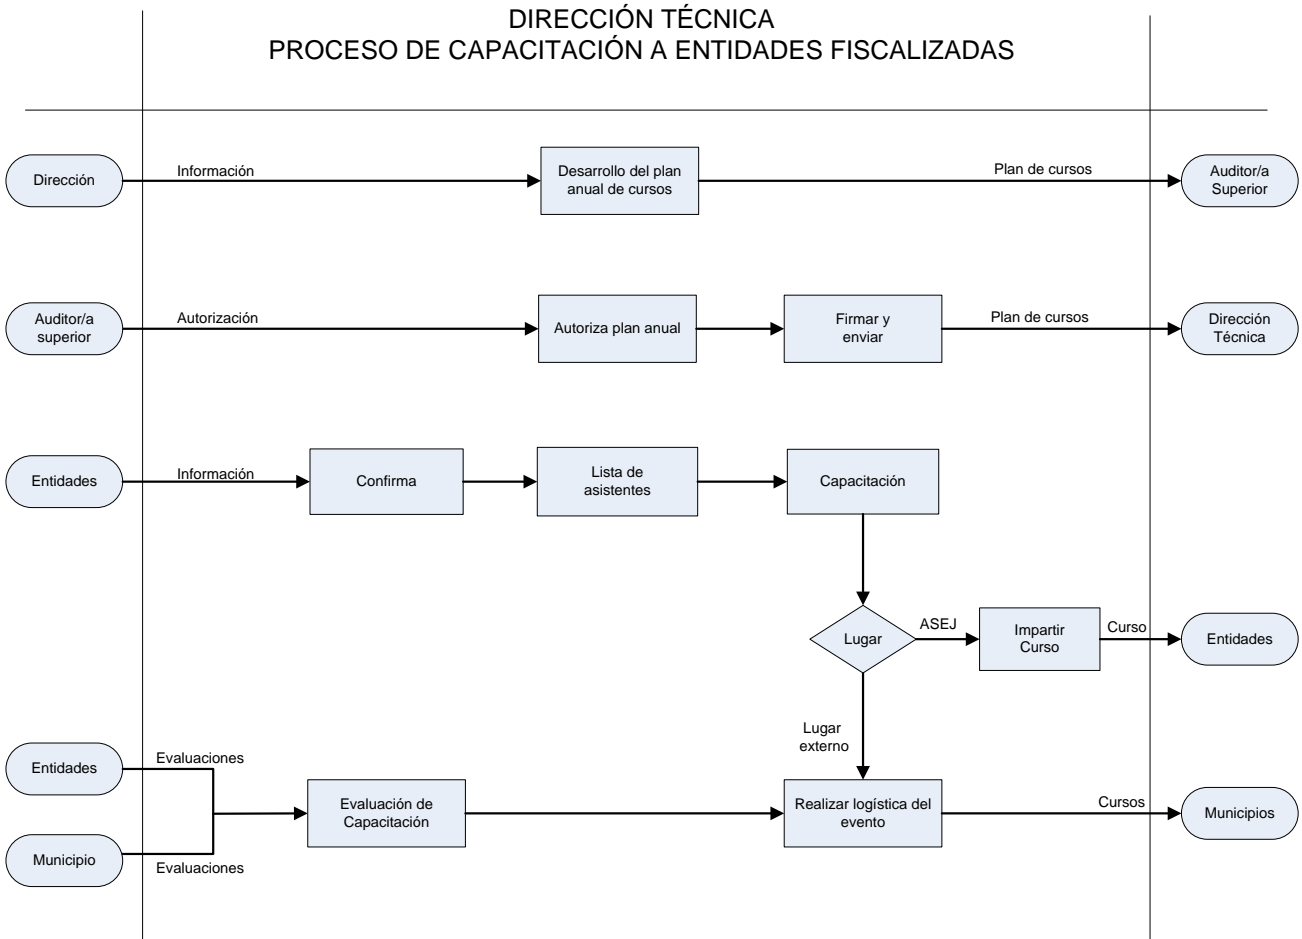 DIRECCIÓN TÉCNICA
PROCESO DE CAPACITACIÓN A ENTIDADES FISCALIZADAS
Dirección
Información
Desarrollo del plan
anual de cursos
Plan de cursos
Auditor/a
Superior
Auditor/a
superior
Autorización
Autoriza plan anual
Firmar y
enviar
Plan de cursos
Dirección
Técnica
Entidades
Información
Confirma
Lista de
asistentes
Capacitación
Lugar
ASEJ
Impartir
Curso
Curso
Entidades
Lugar
externo
Entidades
Evaluaciones
Municipio
Evaluaciones
Evaluación de
Capacitación
Realizar logística del
evento
Cursos
Municipios